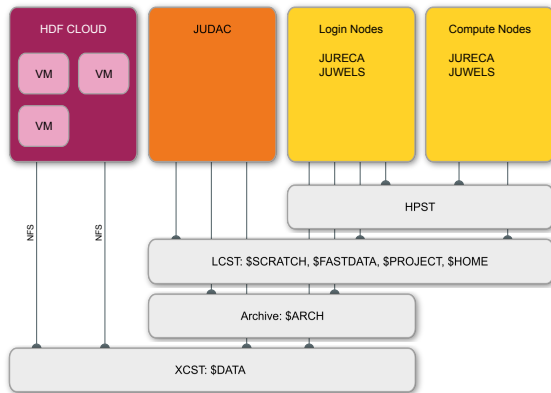 HDF CLOUD
VM
VM
VM
JUDAC
Login Nodes
JURECA
JUWELS
Compute Nodes
JURECA
JUWELS
NFS
NFS
HPST
LCST: $SCRATCH, $FASTDATA, $PROJECT, $HOME
Archive: $ARCH
XCST: $DATA